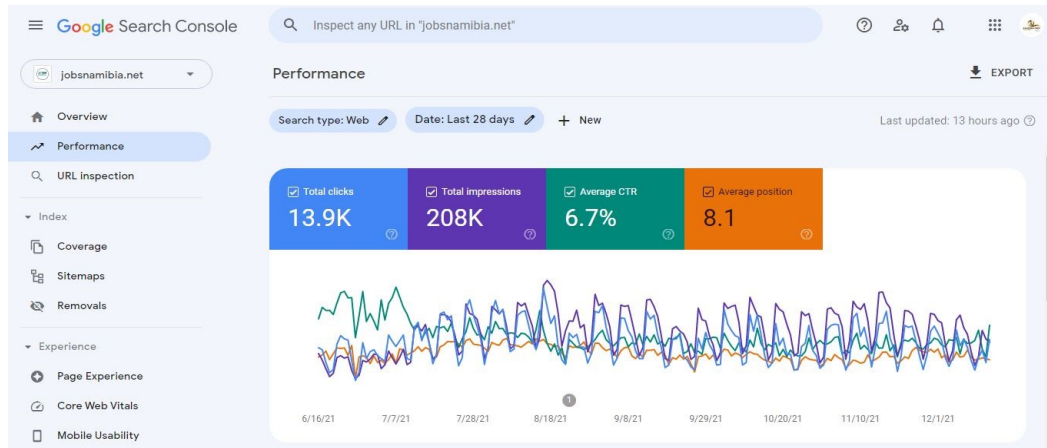 Google Search Console
Inspect any URL in "jobsnamibia.net"
jobsnamibia.net
Overview
Performance
URL inspection
Index
Coverage
Sitemaps
Removals
Experience
Page Experience
Core Web Vitals
Mobile Usability
Performance
EXPORT
Search type: Web
Date: Last 28 days
+ New
Last updated: 13 hours ago
Total clicks
13.9K
Total impressions
208K
Average CTR
6.7%
Average position
8.1
1
6/16/21 7/7/21 7/28/21 8/18/21 9/8/21 9/29/21 10/20/21 11/10/21 12/1/21